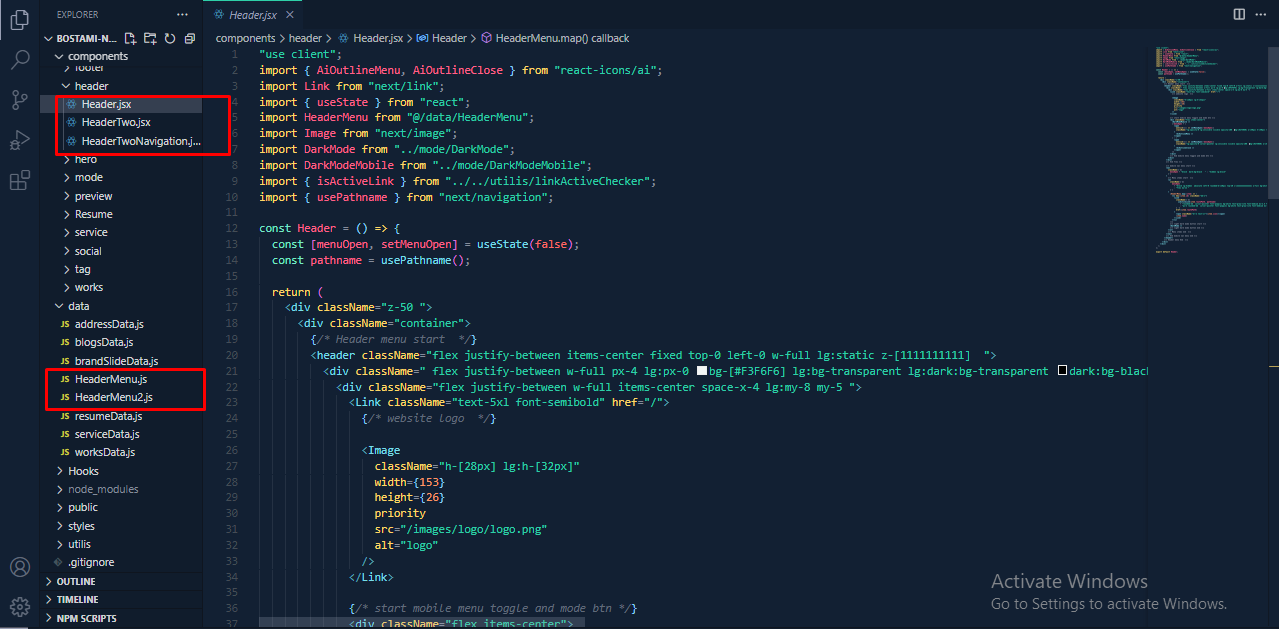 EXPLORER
BOSTAMI-N...
components
footer
header
Header.jsx
HeaderTwo.jsx
HeaderTwoNavigation.j...
hero
mode
preview
Resume
service
social
tag
works
data
JS addressData.js
JS blogsData.js
JS brandSlideData.js
JS HeaderMenu.js
JS HeaderMenu2.js
JS resumeData.js
JS serviceData.js
JS worksData.js
Hooks
node_modules
public
styles
utilis
.gitignore
OUTLINE
TIMELINE
NPM SCRIPTS
Header.jsx
components > header > Header.jsx > Header > HeaderMenu.map() callback
1 "use client";
2 import { AiOutlineMenu, AiOutlineClose } from "react-icons/ai";
3 import Link from "next/link";
4 import { useState } from "react";
5 import HeaderMenu from "@/data/HeaderMenu";
6 import Image from "next/image";
7 import DarkMode from "../mode/DarkMode";
8 import DarkModeMobile from "../mode/DarkModeMobile";
9 import { isActiveLink } from "../../utilis/linkActiveChecker";
10 import { usePathname } from "next/navigation";
11
12 const Header = () => {
13 const [menuOpen, setMenuOpen] = useState(false);
14 const pathname = usePathname();
15
16 return (
17 <div className="z-50 ">
18 <div className="container">
19 {/* Header menu start  */}
20 <header className="flex justify-between items-center fixed top-0 left-0 w-full lg:static z-[1111111111]  ">
21 <div className=" flex justify-between w-full px-4 lg:px-0 bg-[#F3F6F6] lg:bg-transparent lg:dark:bg-transparent dark:bg-blac
22 <div className="flex justify-between w-full items-center space-x-4 lg:my-8 my-5 ">
23 <Link className="text-5xl font-semibold" href="/">
24 {/* website logo  */}
25
26 <Image
27 className="h-[28px] lg:h-[32px]"
28 width={153}
29 height={26}
30 priority
31 src="/images/logo/logo.png"
32 alt="logo"
33 />
34 </Link>
35
36 {/* start mobile menu toggle and mode btn */}
37 <div className="flex items-center">
Activate Windows
Go to Settings to activate Windows.